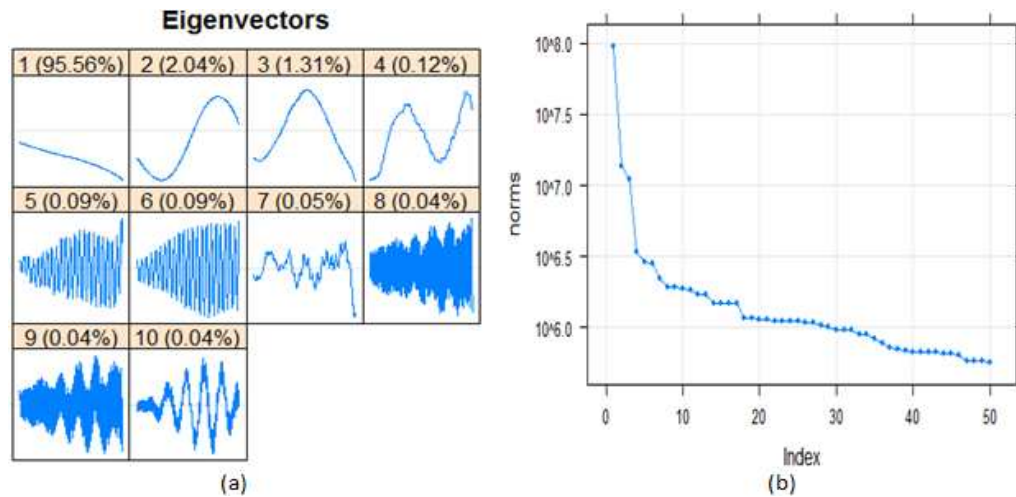 Eigenvectors
1 (95.56%) 2 (2.04%) 3 (1.31%) 4 (0.12%)
5 (0.09%) 6 (0.09%) 7 (0.05%) 8 (0.04%)
9 (0.04%) 10 (0.04%)
(a)
10^8.0
10^7.5
10^7.0
10^6.5
10^6.0
norms
0 10 20 30 40 50
Index
(b)